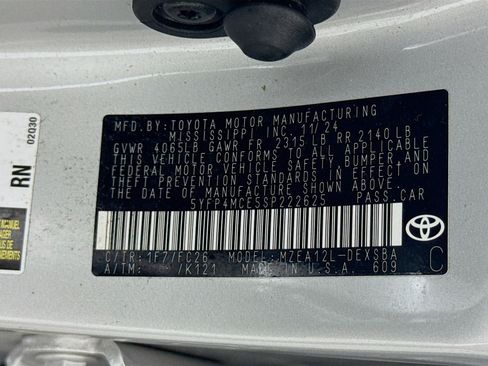 MFD. BY: TOYOTA MOTOR MANUFACTURING
MISSISSIPPI, INC. 11/24
GVWR 4065LB GAWR FR 2315 LB RR 2140 LB
THIS VEHICLE CONFORMS TO ALL APPLICABLE
FEDERAL MOTOR VEHICLE SAFETY, BUMPER, AND
THEFT PREVENTION STANDARDS IN EFFECT ON
THE DATE OF MANUFACTURE SHOWN ABOVE.
5YFP4MCE5SP222625 PASS.CAR
C/TR: 1F7/FC26 MODEL: MZEA12L-DEXSBA
A/TM: /K121 MADE IN U.S.A. 609
C
02030
RN